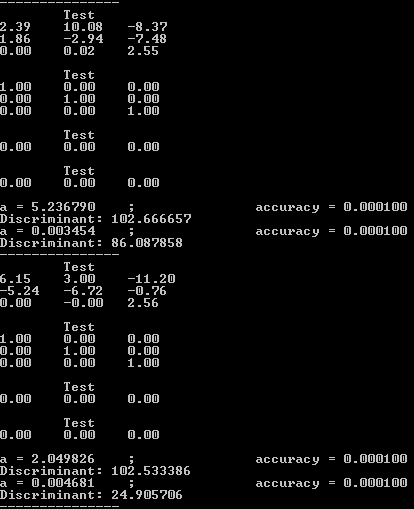 ---------------
Test
2.39 10.08 -8.37
1.86 -2.94 -7.48
0.00 0.02 2.55
Test
1.00 0.00 0.00
0.00 1.00 0.00
0.00 0.00 1.00
Test
0.00 0.00 0.00
Test
0.00 0.00 0.00
a = 5.236790 ; accuracy = 0.000100
Discriminant: 102.666657
a = 0.003454 ; accuracy = 0.000100
Discriminant: 86.087858
---------------
Test
6.15 3.00 -11.20
-5.24 -6.72 -0.76
0.00 -0.00 2.56
Test
1.00 0.00 0.00
0.00 1.00 0.00
0.00 0.00 1.00
Test
0.00 0.00 0.00
Test
0.00 0.00 0.00
a = 2.049826 ; accuracy = 0.000100
Discriminant: 102.533386
a = 0.004681 ; accuracy = 0.000100
Discriminant: 24.905706
---------------